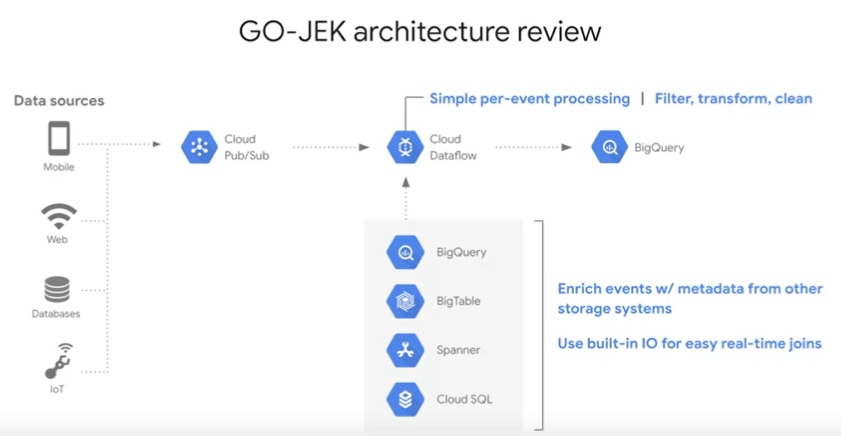 GO-JEK architecture review
Data sources
Simple per-event processing | Filter, transform, clean
Mobile
Cloud
Pub/Sub
Cloud
Dataflow
BigQuery
Web
Databases
IoT
BigQuery
BigTable
Spanner
Cloud SQL
Enrich events w/ metadata from other
storage systems
Use built-in IO for easy real-time joins